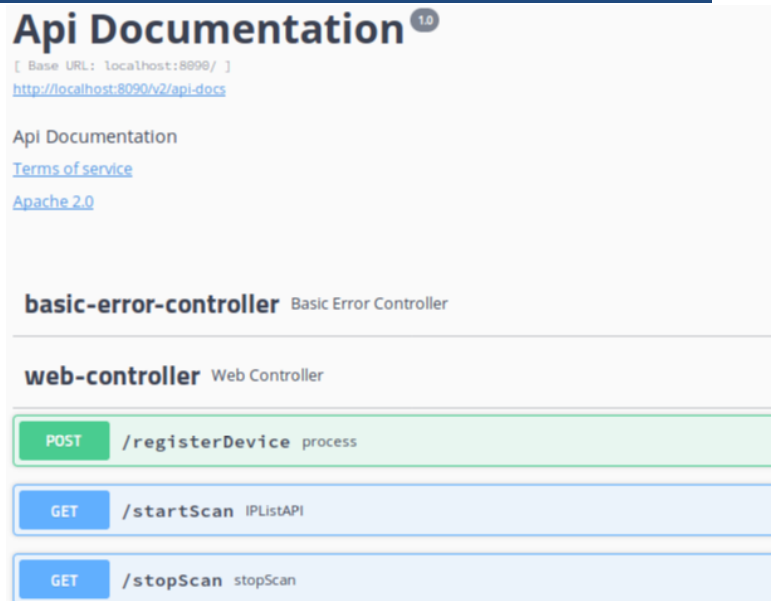 Api Documentation 1.0
[ Base URL: localhost:8090/ ]
http://localhost:8090/v2/api-docs
Api Documentation
Terms of service
Apache 2.0
basic-error-controller Basic Error Controller
web-controller Web Controller
POST /registerDevice process
GET /startScan IPListAPI
GET /stopScan stopScan